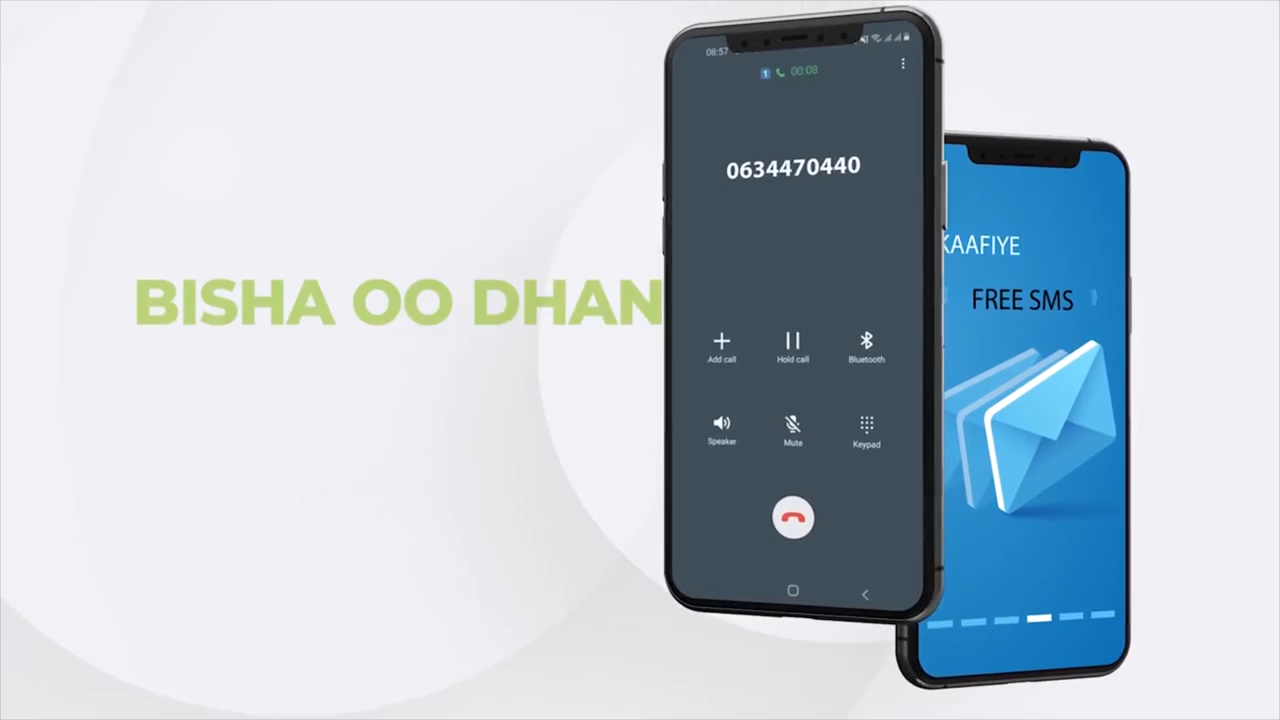 BISHA OO DHAN
08:57
1 00:08
0634470440
Add call
Hold call
Bluetooth
Speaker
Mute
Keypad
KAAFIYE
FREE SMS